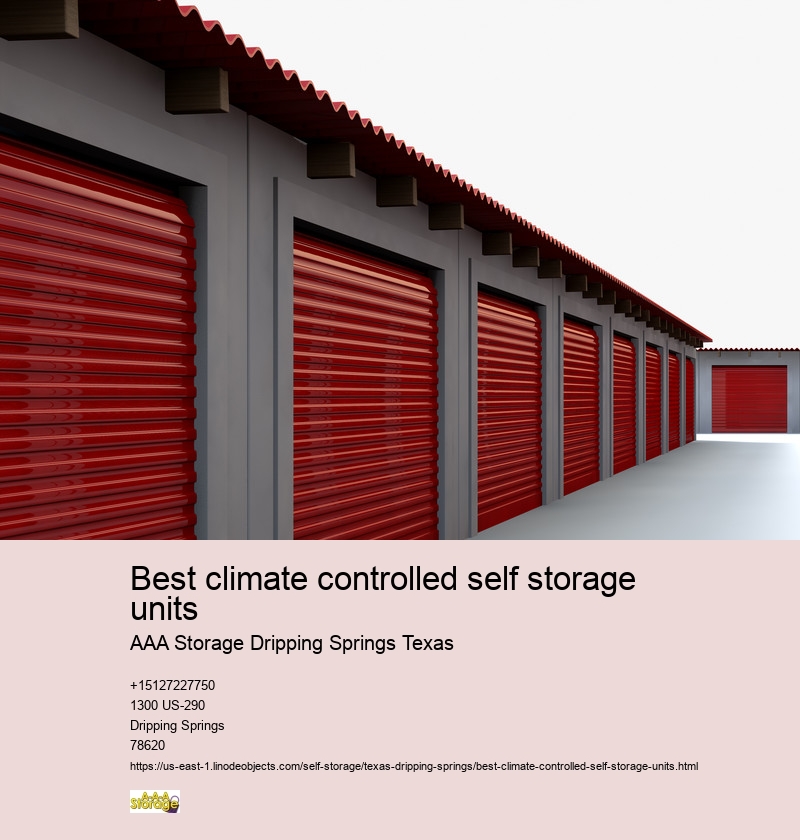 Best climate controlled self storage
units
AAA Storage Dripping Springs Texas
+15127227750
1300 US-290
Dripping Springs
78620
https://us-east-1.linodeobjects.com/self-storage/texas-dripping-springs/best-climate-controlled-self-storage-units.html
A-A-A
Storage